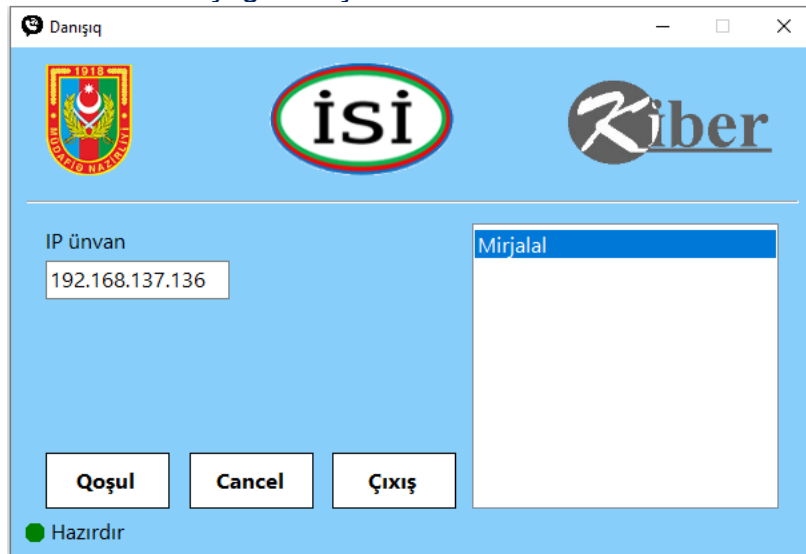 Danışıq
1918
MÜDAFİƏ NAZİRLİYİ
İSİ
Kiber
IP ünvan
192.168.137.136
Mirjalal
Qoşul
Cancel
Çıxış
Hazırdır